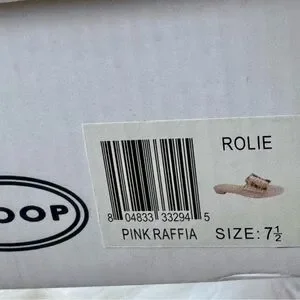 ROLIE
OOP
8 04833 33294 5
PINK RAFFIA SIZE: 7½